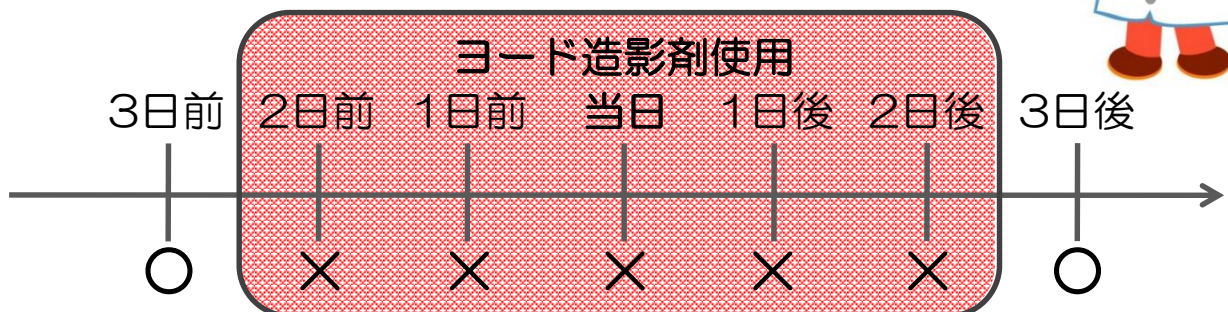 ヨード造影剤使用
3日前 2日前 1日前 当日 1日後 2日後 3日後
○ × × × × × ○